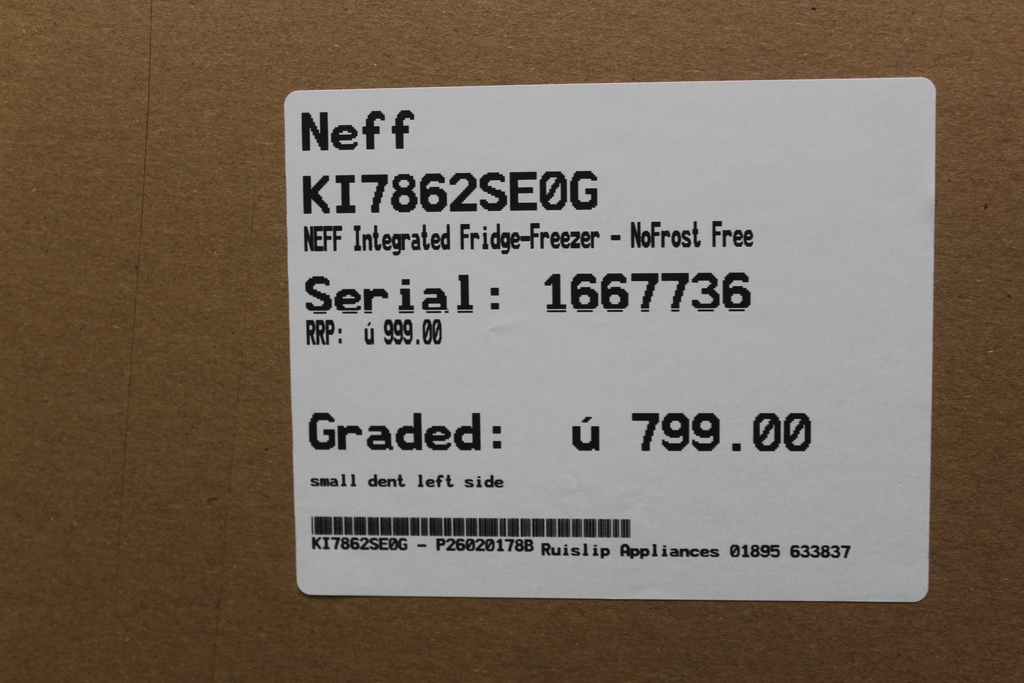 Neff
KI7862SE0G
NEFF Integrated Fridge-Freezer - NoFrost Free
Serial: 1667736
RRP: ú 999.00
Graded: ú 799.00
small dent left side
KI7862SE0G - P26020178B Ruislip Appliances 01895 633837